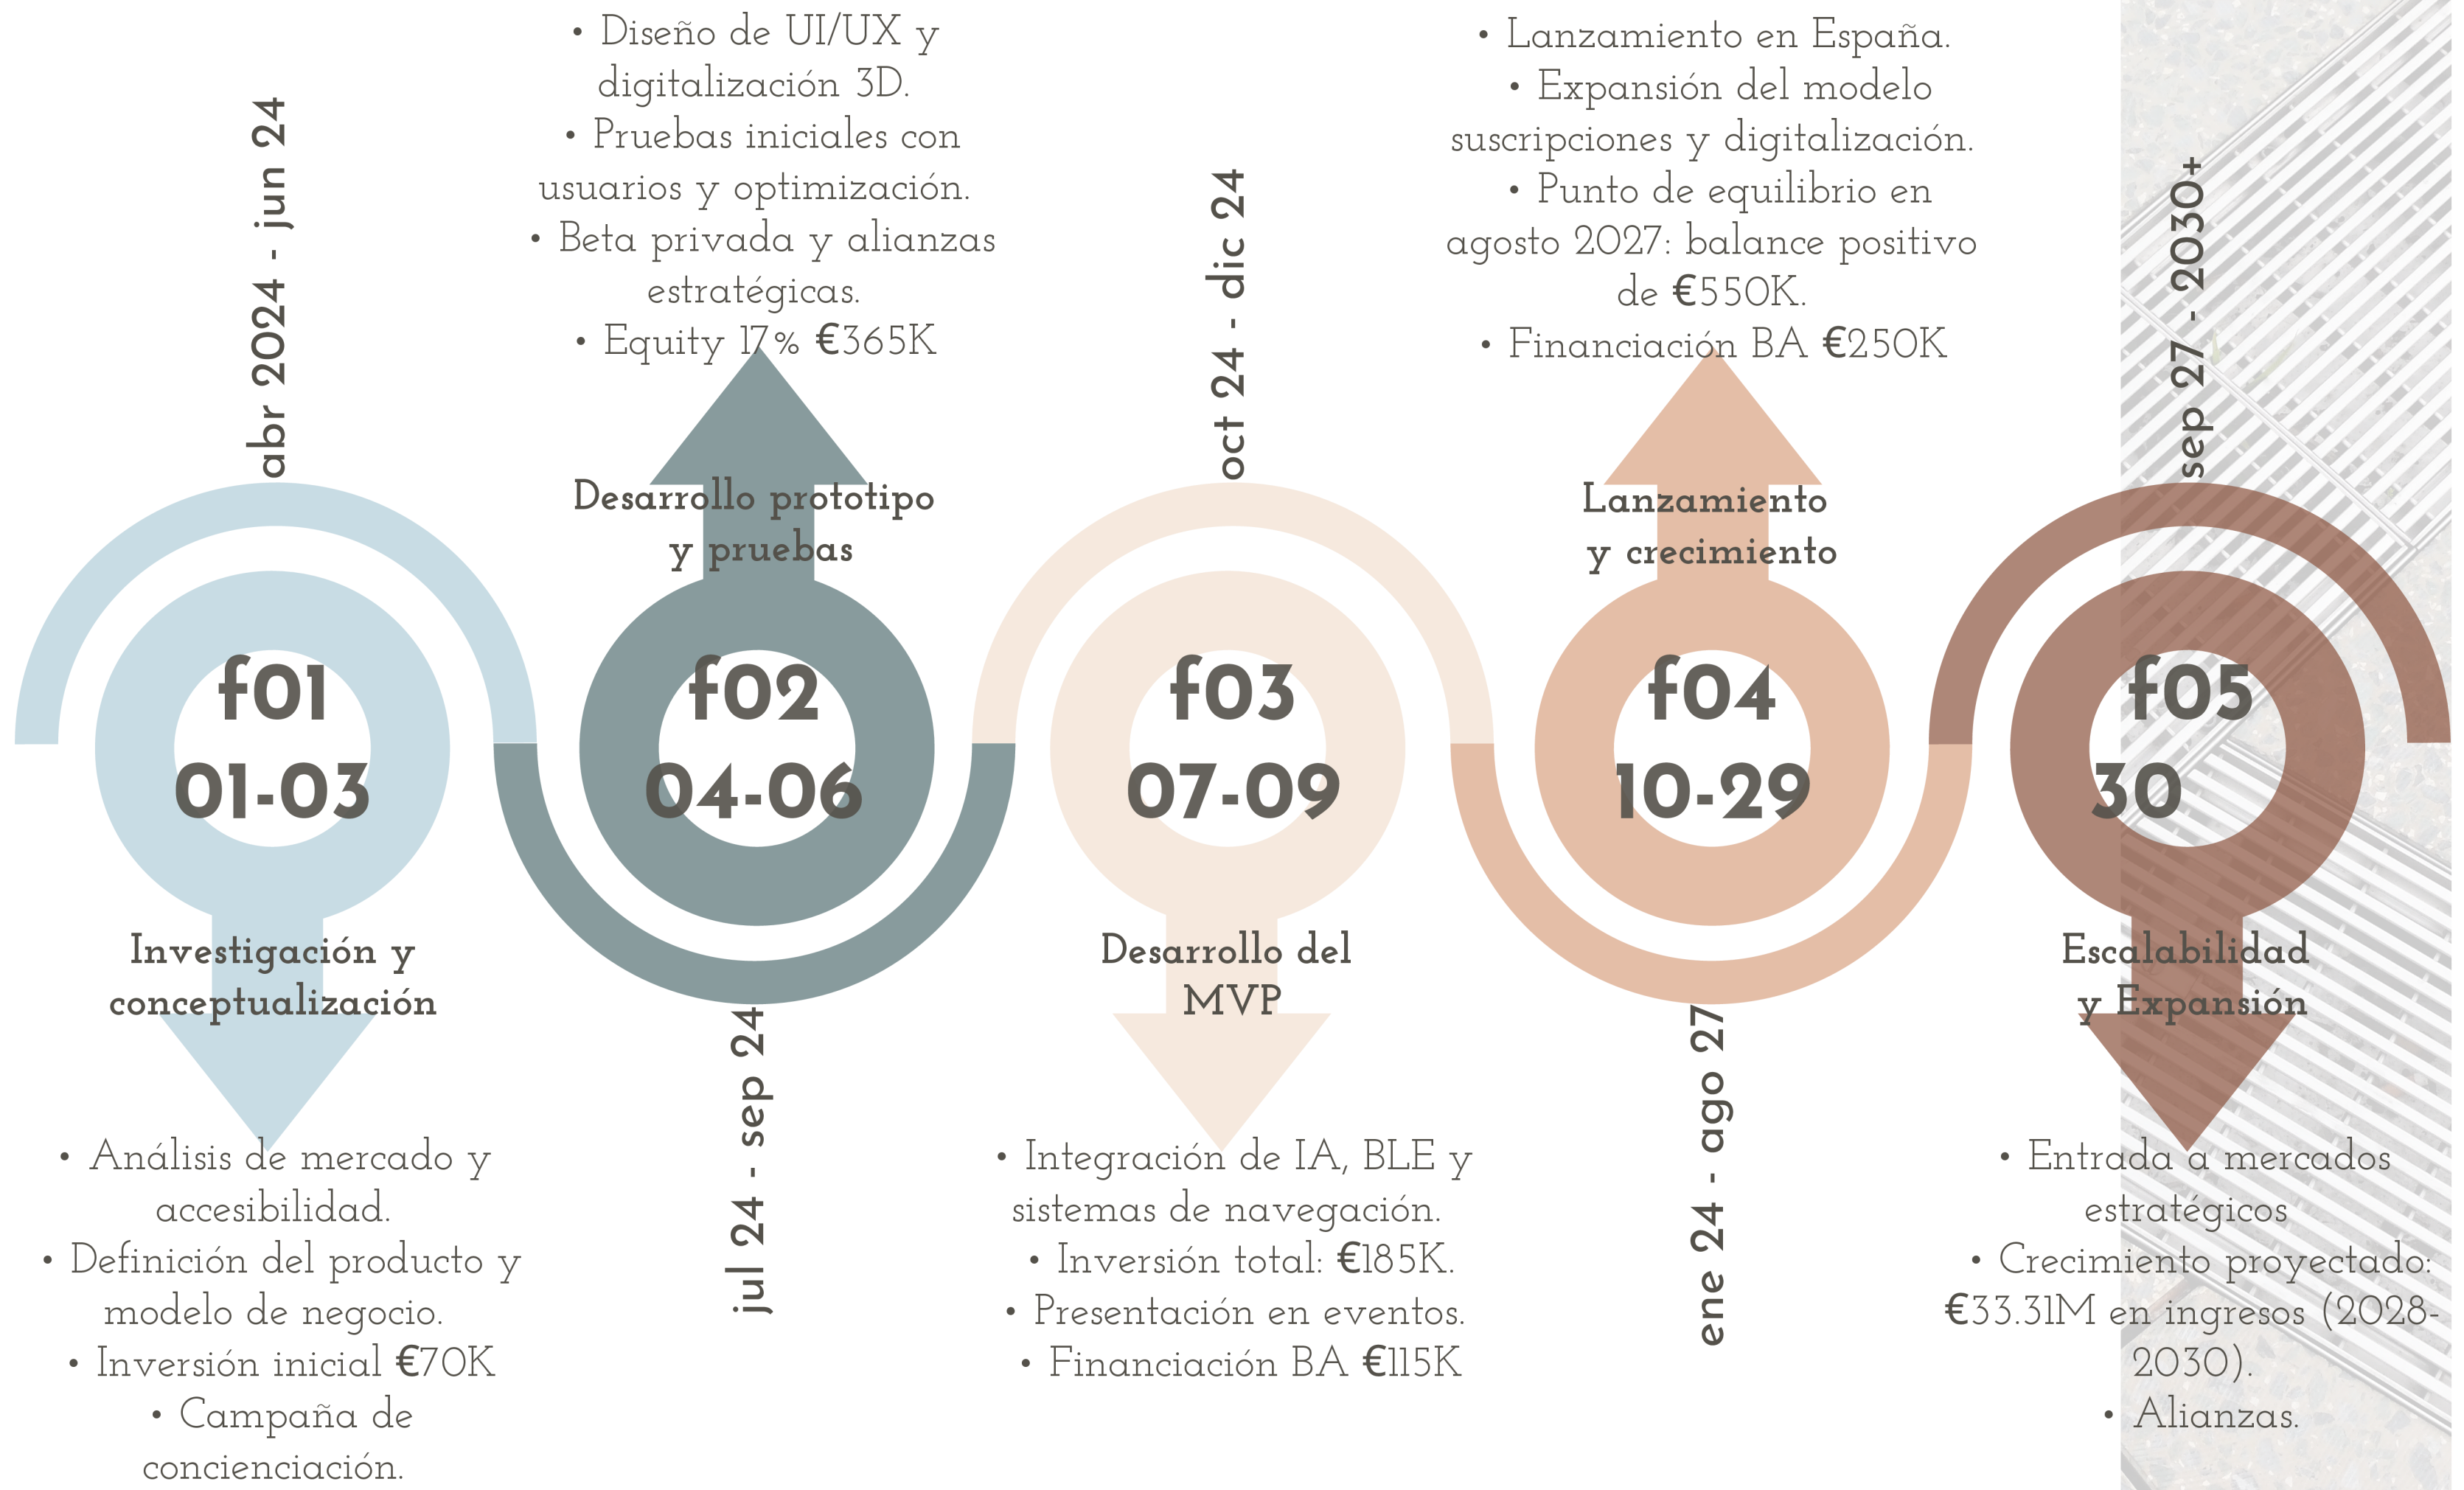 abr 2024 - jun 24
f01
01-03
Investigación y
conceptualización
• Análisis de mercado y
accesibilidad.
• Definición del producto y
modelo de negocio.
• Inversión inicial €70K
• Campaña de
concienciación.
• Diseño de UI/UX y
digitalización 3D.
• Pruebas iniciales con
usuarios y optimización.
• Beta privada y alianzas
estratégicas.
• Equity 17% €365K
Desarrollo prototipo
y pruebas
f02
04-06
jul 24 - sep 24
oct 24 - dic 24
f03
07-09
Desarrollo del
MVP
• Integración de IA, BLE y
sistemas de navegación.
• Inversión total: €185K.
• Presentación en eventos.
• Financiación BA €115K
• Lanzamiento en España.
• Expansión del modelo
suscripciones y digitalización.
• Punto de equilibrio en
agosto 2027: balance positivo
de €550K.
• Financiación BA €250K
Lanzamiento
y crecimiento
f04
10-29
ene 24 - ago 27
sep 27 - 2030+
f05
30
Escalabilidad
y Expansión
• Entrada a mercados
estratégicos
• Crecimiento proyectado:
€33.31M en ingresos (2028-
2030).
• Alianzas.